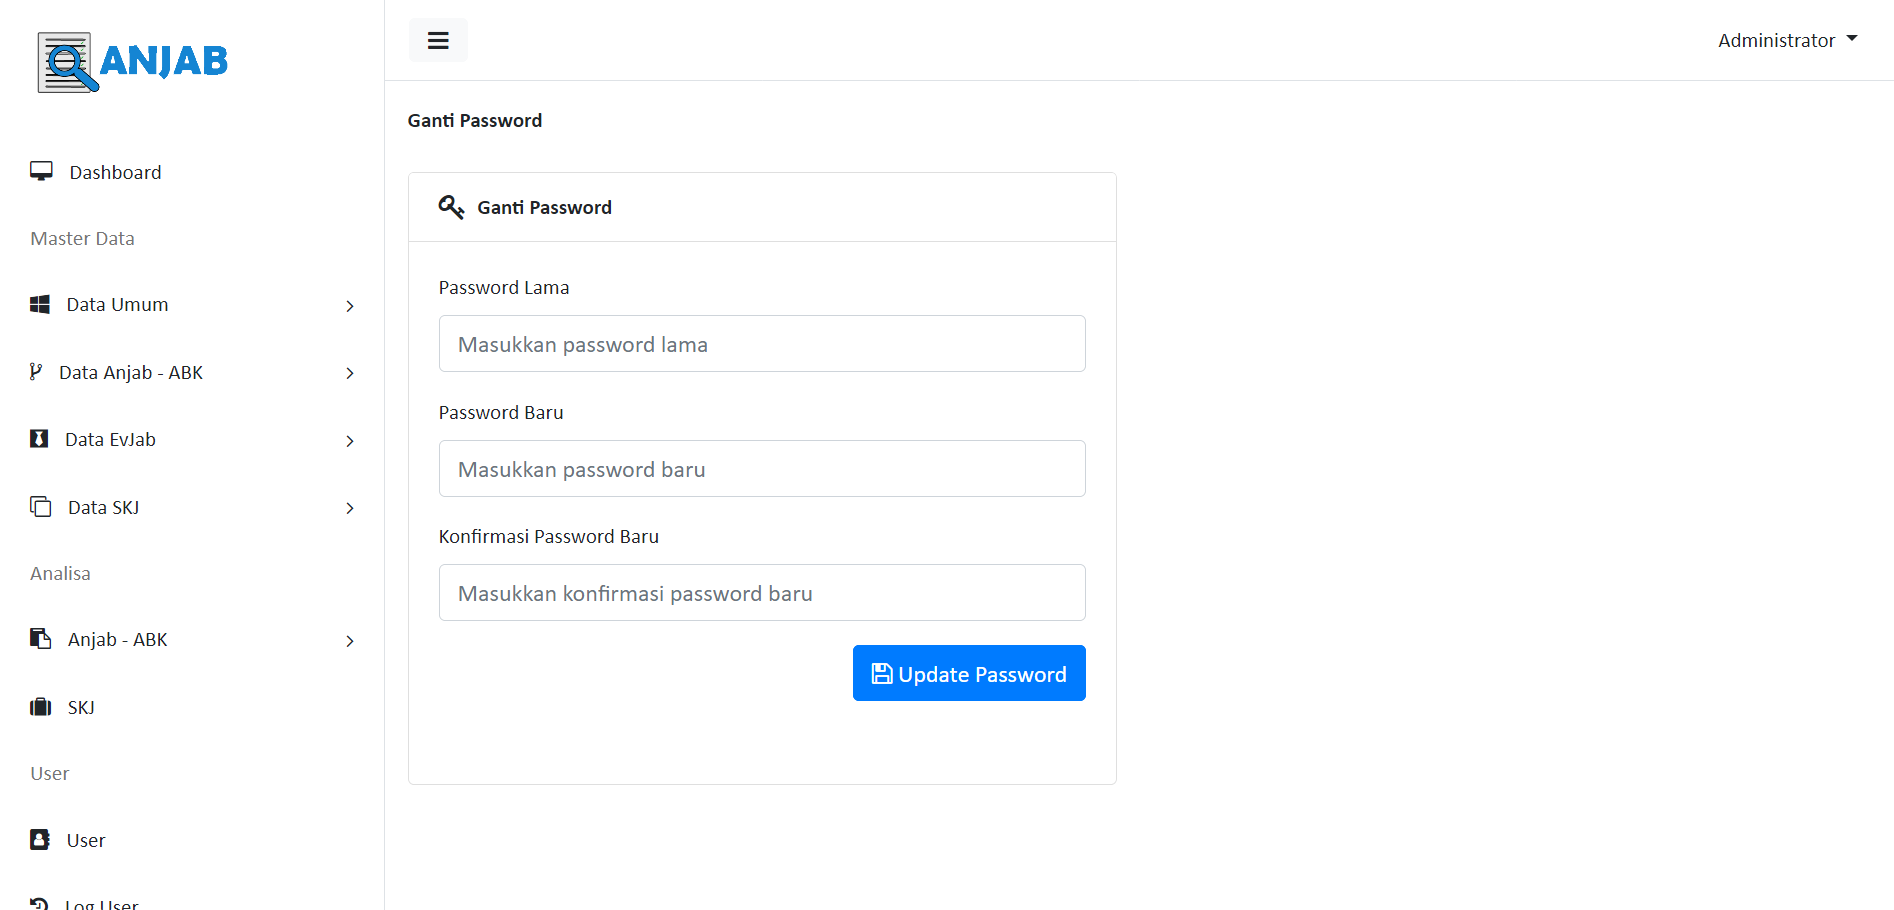 ANJAB
Administrator
Ganti Password
Dashboard
Master Data
Data Umum
Data Anjab - ABK
Data EvJab
Data SKJ
Analisa
Anjab - ABK
SKJ
User
User
Log User
Ganti Password
Password Lama
Masukkan password lama
Password Baru
Masukkan password baru
Konfirmasi Password Baru
Masukkan konfirmasi password baru
Update Password